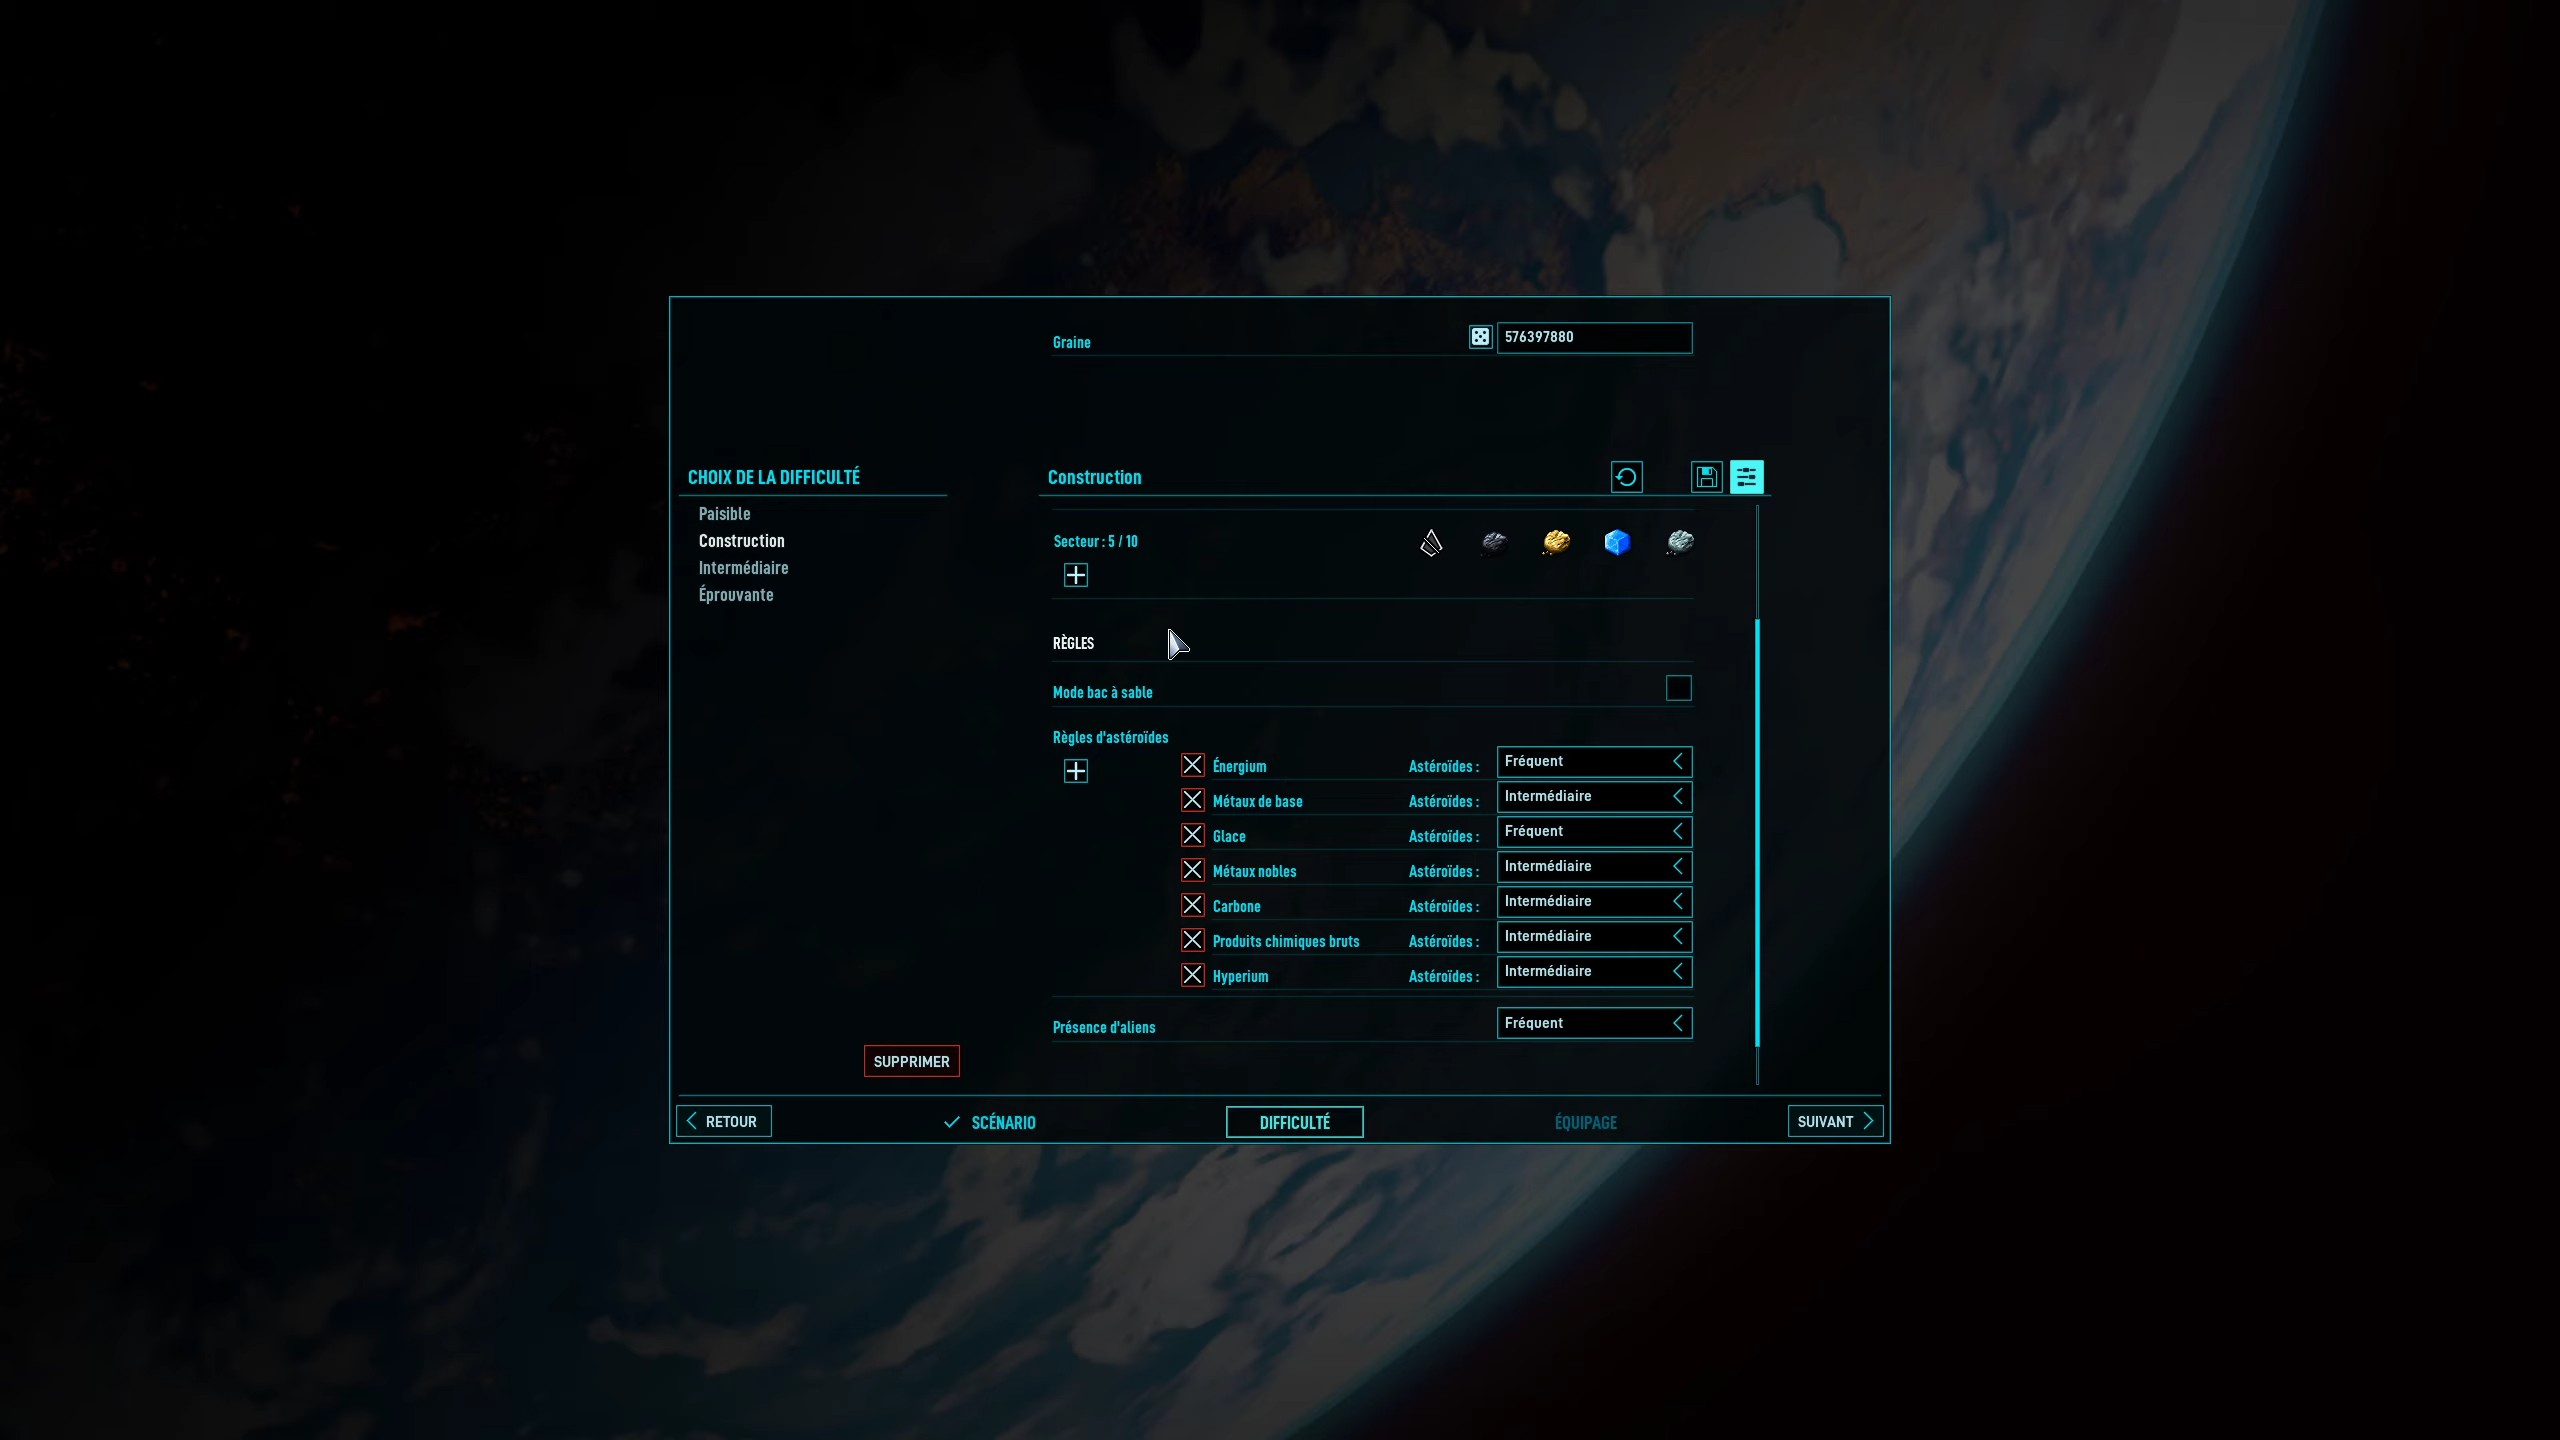 Graine
576397880
CHOIX DE LA DIFFICULTÉ
Construction
Paisible
Construction
Intermédiaire
Éprouvante
Secteur : 5 / 10
RÈGLES
Mode bac à sable
Règles d'astéroïdes
Énergium Astéroïdes : Fréquent
Métaux de base Astéroïdes : Intermédiaire
Glace Astéroïdes : Fréquent
Métaux nobles Astéroïdes : Intermédiaire
Carbone Astéroïdes : Intermédiaire
Produits chimiques bruts Astéroïdes : Intermédiaire
Hyperium Astéroïdes : Intermédiaire
Présence d'aliens Fréquent
SUPPRIMER
RETOUR SCÉNARIO DIFFICULTÉ ÉQUIPAGE SUIVANT